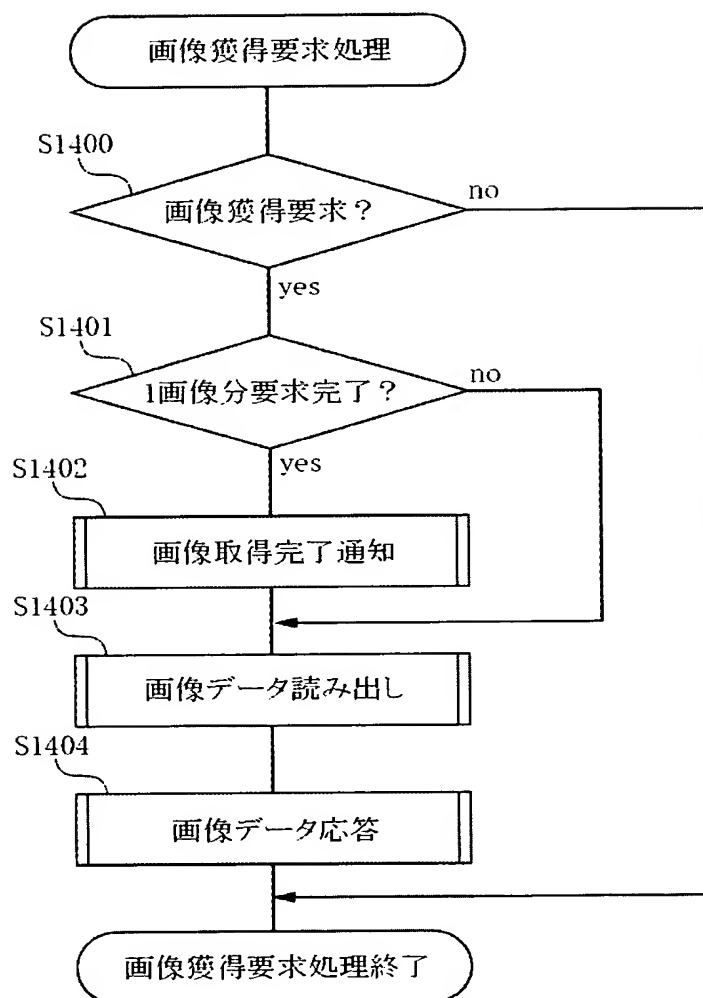 画像獲得要求処理
S1400
画像獲得要求？
no
yes
S1401
1画像分要求完了？
no
yes
S1402
画像取得完了通知
S1403
画像データ読み出し
S1404
画像データ応答
画像獲得要求処理終了